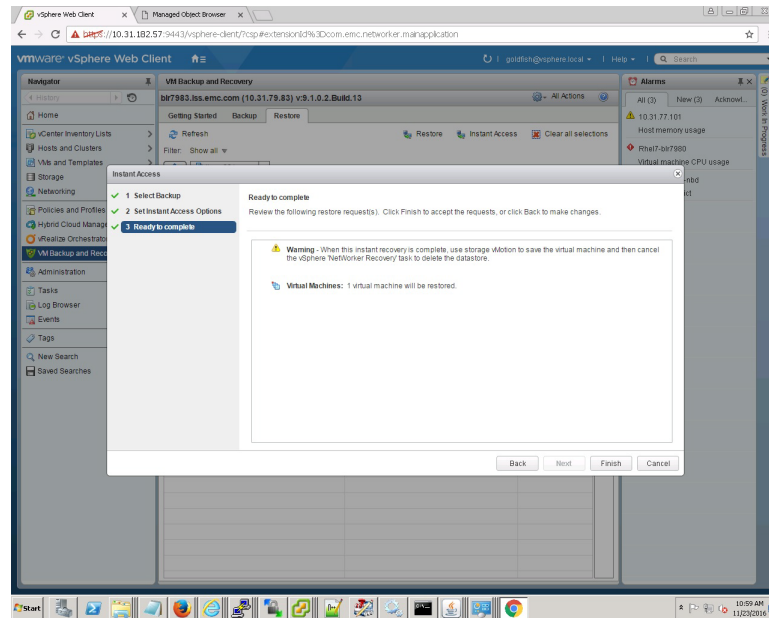 vSphere Web Client
Managed Object Browser
https://10.31.182.57:9443/vsphere-client/?csp#extensionId%3Dcom.emc.networker.mainapplication
vmware® vSphere Web Client
goldfish@vsphere.local
Help
Search
Navigator
History
Home
vCenter Inventory Lists
Hosts and Clusters
VMs and Templates
Storage
Networking
Policies and Profiles
Hybrid Cloud Manage
vRealize Orchestrator
VM Backup and Reco
Administration
Tasks
Log Browser
Events
Tags
New Search
Saved Searches
VM Backup and Recovery
blr7983.lss.emc.com (10.31.79.83) v:9.1.0.2.Build.13
All Actions
Getting Started
Backup
Restore
Refresh
Restore
Instant Access
Clear all selections
Filter: Show all
Alarms
All (3)
New (3)
Acknowl...
10.31.77.101
Host memory usage
Rhel7-blr7980
Virtual machine CPU usage
-nbd
ict
(0) Work In Progress
Instant Access
1 Select Backup
2 Set Instant Access Options
3 Ready to complete
Ready to complete
Review the following restore request(s). Click Finish to accept the requests, or click Back to make changes.
Warning - When this instant recovery is complete, use storage vMotion to save the virtual machine and then cancel
the vSphere 'NetWorker Recovery' task to delete the datastore.
Virtual Machines: 1 virtual machine will be restored.
Back
Next
Finish
Cancel
Start
10:59 AM
11/23/2016